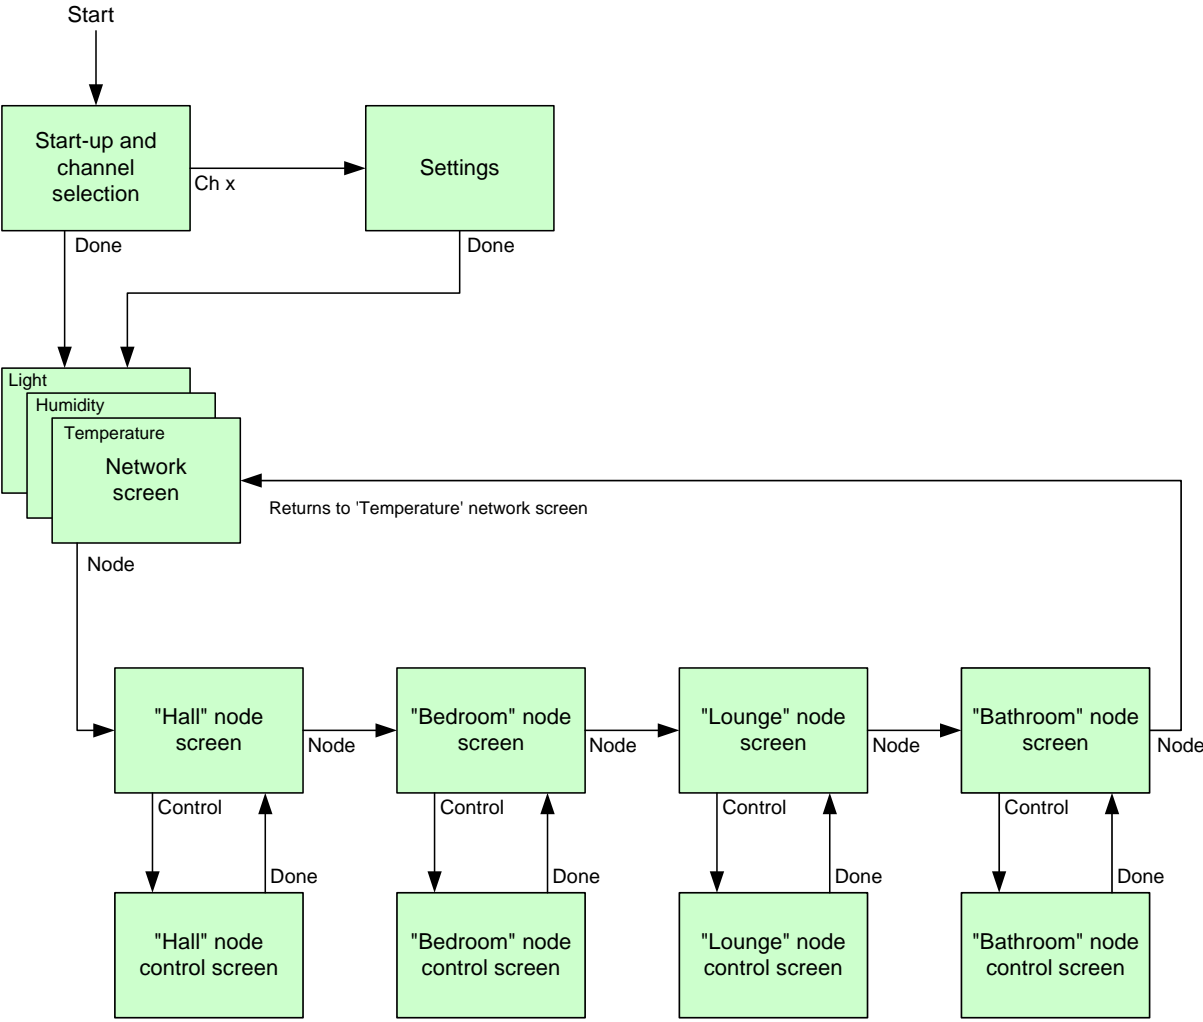 Start
Start-up and
channel
selection
Ch x
Settings
Done
Done
Light
Humidity
Temperature
Network
screen
Returns to 'Temperature' network screen
Node
"Hall" node
screen
Node
"Bedroom" node
screen
Node
"Lounge" node
screen
Node
"Bathroom" node
screen
Node
Control
Control
Control
Control
Done
Done
Done
Done
"Hall" node
control screen
"Bedroom" node
control screen
"Lounge" node
control screen
"Bathroom" node
control screen